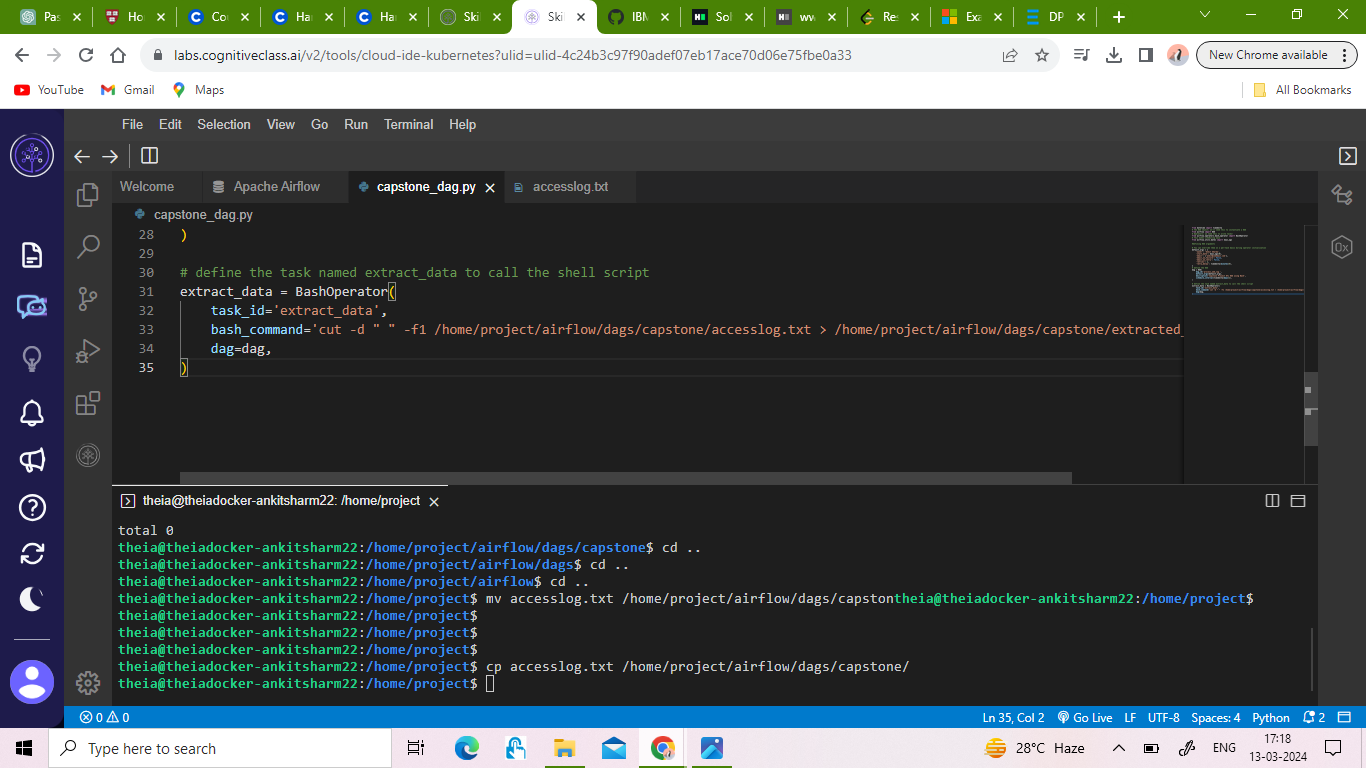 Pas
Ho
Cou
Har
Har
Skil
Skil
IBM
Sol
ww
Res
Exa
DP
labs.cognitiveclass.ai/v2/tools/cloud-ide-kubernetes?ulid=ulid-4c24b3c97f90adef07eb17ace70d06e75fbe0a33
New Chrome available
YouTube
Gmail
Maps
All Bookmarks
File Edit Selection View Go Run Terminal Help
Welcome
Apache Airflow
capstone_dag.py
accesslog.txt
capstone_dag.py
28 )
29
30 # define the task named extract_data to call the shell script
31 extract_data = BashOperator(
32 task_id='extract_data',
33 bash_command='cut -d " " -f1 /home/project/airflow/dags/capstone/accesslog.txt > /home/project/airflow/dags/capstone/extracted_
34 dag=dag,
35 )
theia@theiadocker-ankitsharm22: /home/project
total 0
theia@theiadocker-ankitsharm22:/home/project/airflow/dags/capstone$ cd ..
theia@theiadocker-ankitsharm22:/home/project/airflow/dags$ cd ..
theia@theiadocker-ankitsharm22:/home/project/airflow$ cd ..
theia@theiadocker-ankitsharm22:/home/project$ mv accesslog.txt /home/project/airflow/dags/capstontheia@theiadocker-ankitsharm22:/home/project$
theia@theiadocker-ankitsharm22:/home/project$
theia@theiadocker-ankitsharm22:/home/project$
theia@theiadocker-ankitsharm22:/home/project$
theia@theiadocker-ankitsharm22:/home/project$ cp accesslog.txt /home/project/airflow/dags/capstone/
theia@theiadocker-ankitsharm22:/home/project$
0 0
Ln 35, Col 2
Go Live
LF
UTF-8
Spaces: 4
Python
2
Type here to search
28°C Haze
ENG
17:18
13-03-2024